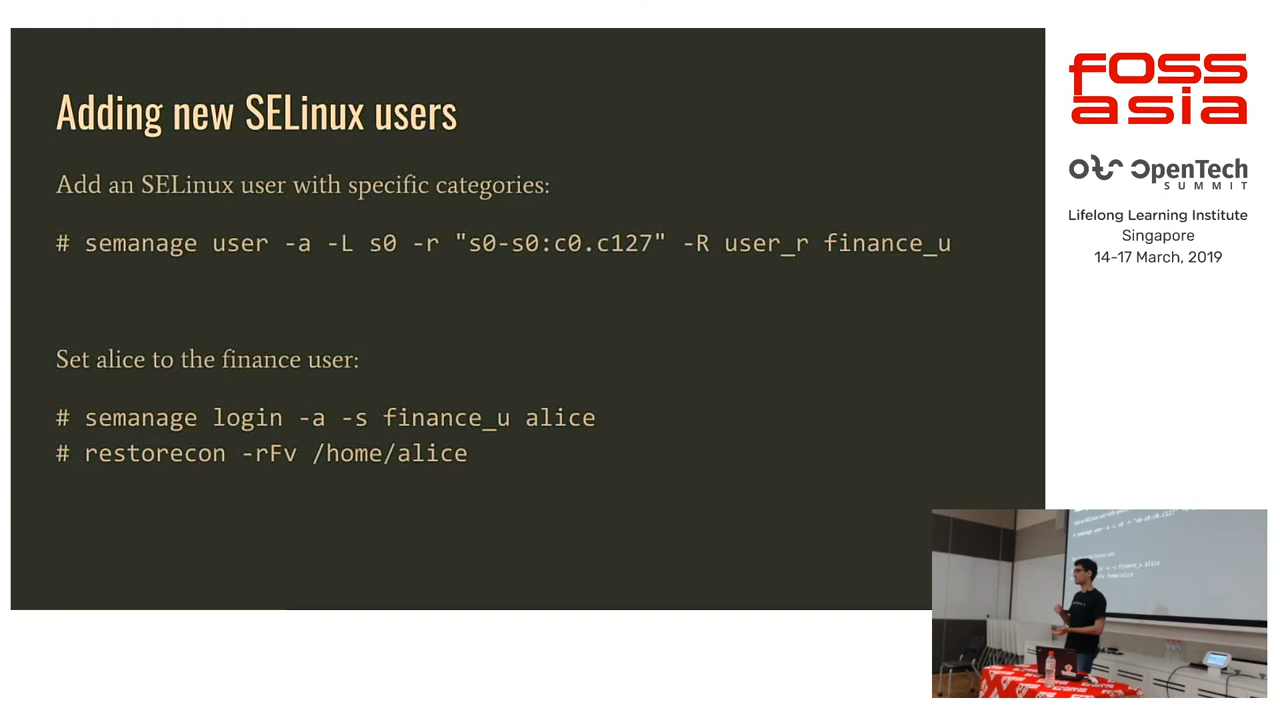 Adding new SELinux users
Add an SELinux user with specific categories:
# semanage user -a -L s0 -r "s0-s0:c0.c127" -R user_r finance_u
Set alice to the finance user:
# semanage login -a -s finance_u alice
# restorecon -rFv /home/alice
foss
asia
OpenTech
SUMMIT
Lifelong Learning Institute
Singapore
14-17 March, 2019